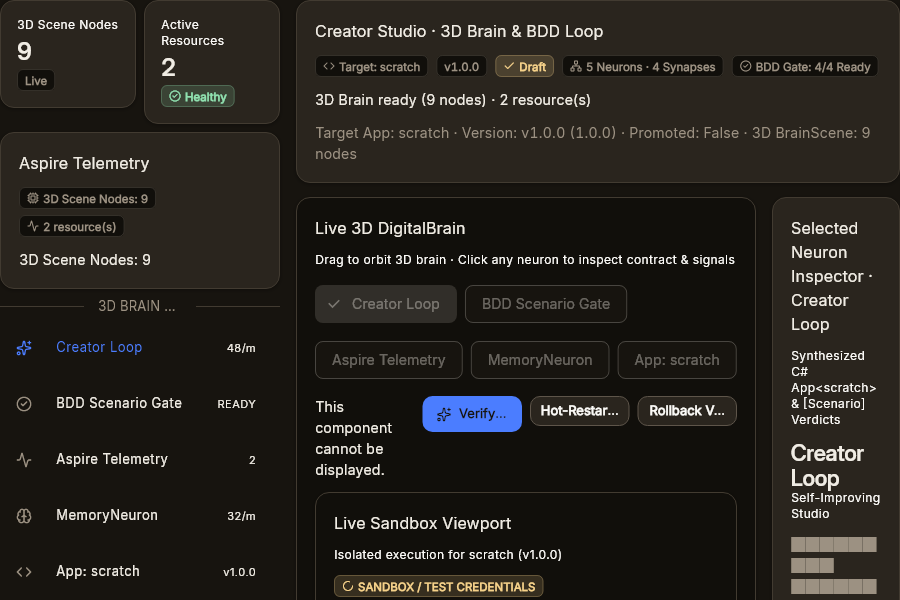 3D Scene Nodes
9
Live
Active
Resources
2
Healthy
Aspire Telemetry
3D Scene Nodes: 9
2 resource(s)
3D Scene Nodes: 9
3D BRAIN ...
Creator Loop 48/m
BDD Scenario Gate READY
Aspire Telemetry 2
MemoryNeuron 32/m
App: scratch v1.0.0
Creator Studio · 3D Brain & BDD Loop
Target: scratch v1.0.0 Draft 5 Neurons · 4 Synapses BDD Gate: 4/4 Ready
3D Brain ready (9 nodes) · 2 resource(s)
Target App: scratch · Version: v1.0.0 (1.0.0) · Promoted: False · 3D BrainScene: 9
nodes
Live 3D DigitalBrain
Drag to orbit 3D brain · Click any neuron to inspect contract & signals
Creator Loop BDD Scenario Gate
Aspire Telemetry MemoryNeuron App: scratch
This
component
cannot be
displayed.
Verify... Hot-Restar... Rollback V...
Live Sandbox Viewport
Isolated execution for scratch (v1.0.0)
SANDBOX / TEST CREDENTIALS
Selected
Neuron
Inspector ·
Creator
Loop
Synthesized
C#
App<scratch>
& [Scenario]
Verdicts
Creator
Loop
Self-Improving
Studio